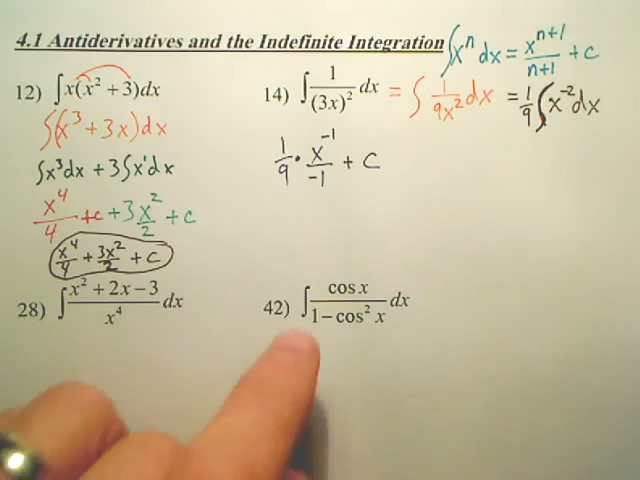 4.1 Antiderivatives and the Indefinite Integration
∫xⁿ dx = xⁿ⁺¹/(n+1) + c
12) ∫x(x² + 3)dx
∫(x³ + 3x)dx
∫x³dx + 3∫x¹dx
x⁴/4 + c + 3x²/2 + c
x⁴/4 + 3x²/2 + c
14) ∫ 1/(3x)² dx = ∫ 1/9x² dx = 1/9 ∫x⁻²dx
1/9 • x⁻¹/-1 + C
28) ∫ (x² + 2x − 3)/x⁴ dx
42) ∫ cos x/(1 − cos² x) dx